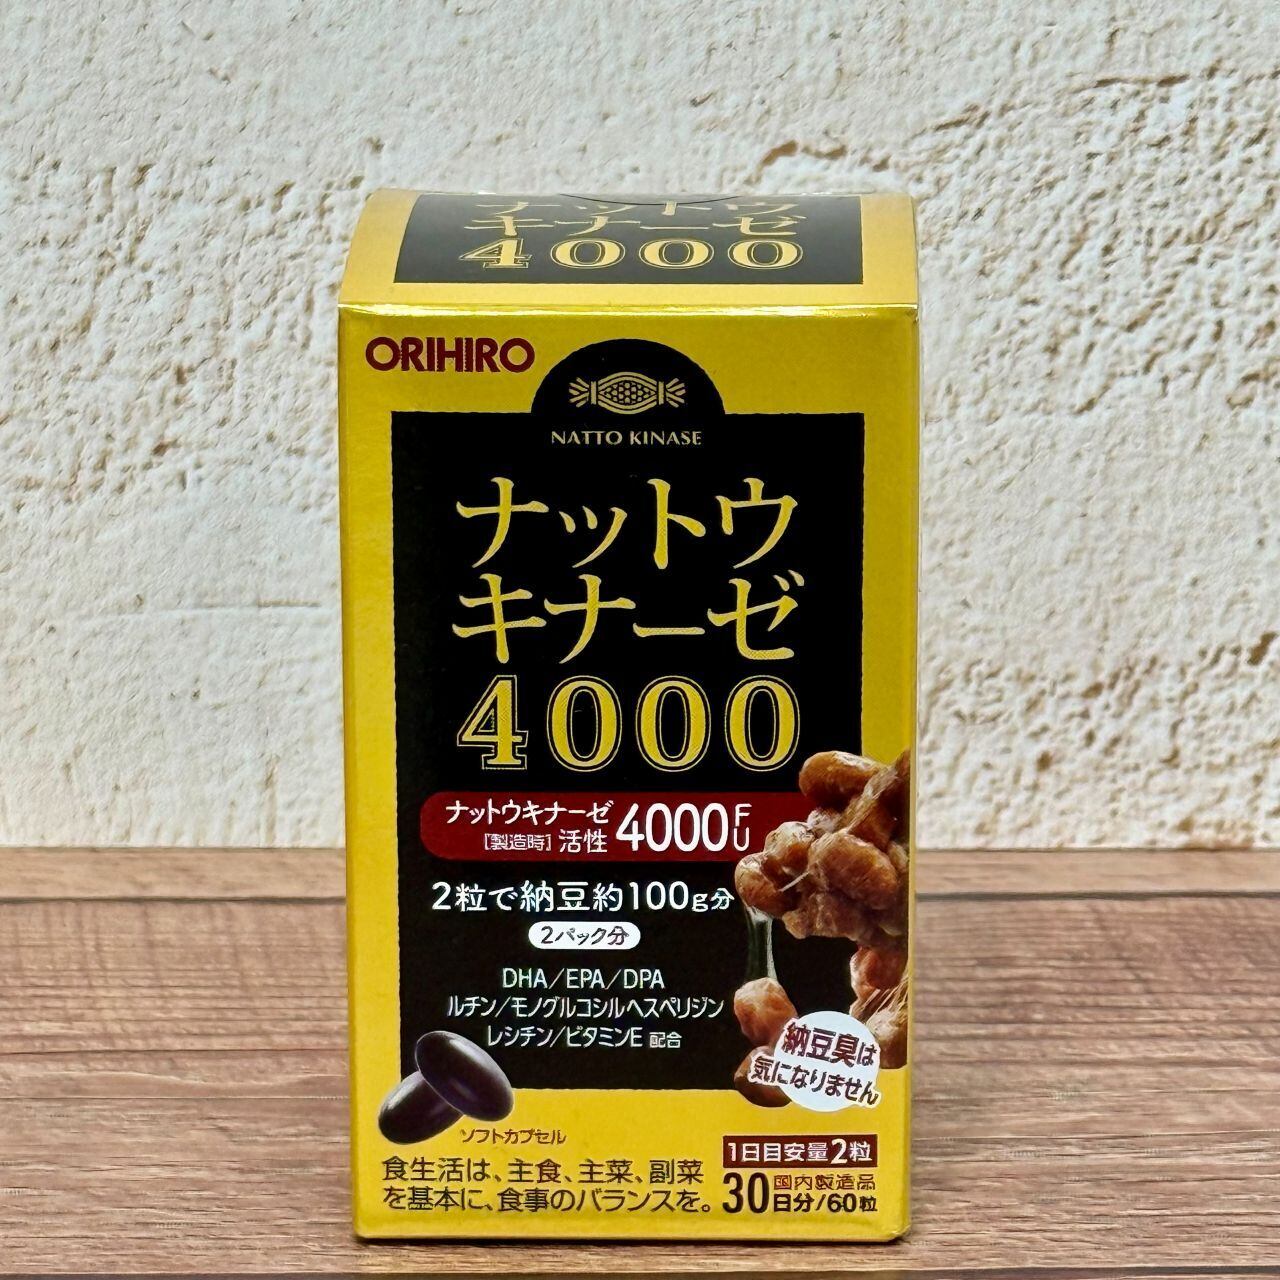 ナットウ
キナーゼ
4000
ORIHIRO
NATTO KINASE
ナットウ
キナーゼ
4000
ナットウキナーゼ
[製造時] 活性 4000FU
2粒で納豆約100g分
2パック分
DHA/EPA/DPA
ルチン/モノグルコシルヘスペリジン
レシチン/ビタミンE 配合
納豆臭は
気になりません
ソフトカプセル
食生活は、主食、主菜、副菜
を基本に、食事のバランスを。
1日目安量2粒
国内製造品
30日分/60粒